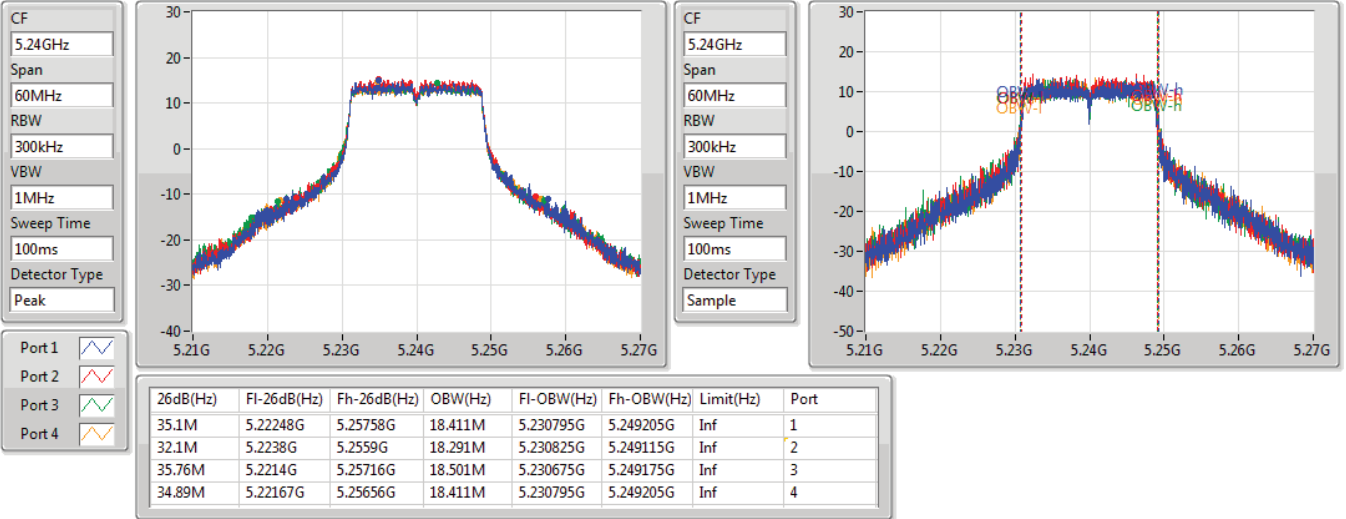 CF
5.24GHz
Span
60MHz
RBW
300kHz
VBW
1MHz
Sweep Time
100ms
Detector Type
Peak
30
20
10
0
-10
-20
-30
-40
5.21G 5.22G 5.23G 5.24G 5.25G 5.26G 5.27G
CF
5.24GHz
Span
60MHz
RBW
300kHz
VBW
1MHz
Sweep Time
100ms
Detector Type
Sample
30
20
10
0
-10
-20
-30
-40
-50
OBW-h
OBW-l
OBW-h
5.21G 5.22G 5.23G 5.24G 5.25G 5.26G 5.27G
Port 1
Port 2
Port 3
Port 4
26dB(Hz) Fl-26dB(Hz) Fh-26dB(Hz) OBW(Hz) Fl-OBW(Hz) Fh-OBW(Hz) Limit(Hz) Port
35.1M 5.22248G 5.25758G 18.411M 5.230795G 5.249205G Inf 1
32.1M 5.2238G 5.2559G 18.291M 5.230825G 5.249115G Inf 2
35.76M 5.2214G 5.25716G 18.501M 5.230675G 5.249175G Inf 3
34.89M 5.22167G 5.25656G 18.411M 5.230795G 5.249205G Inf 4